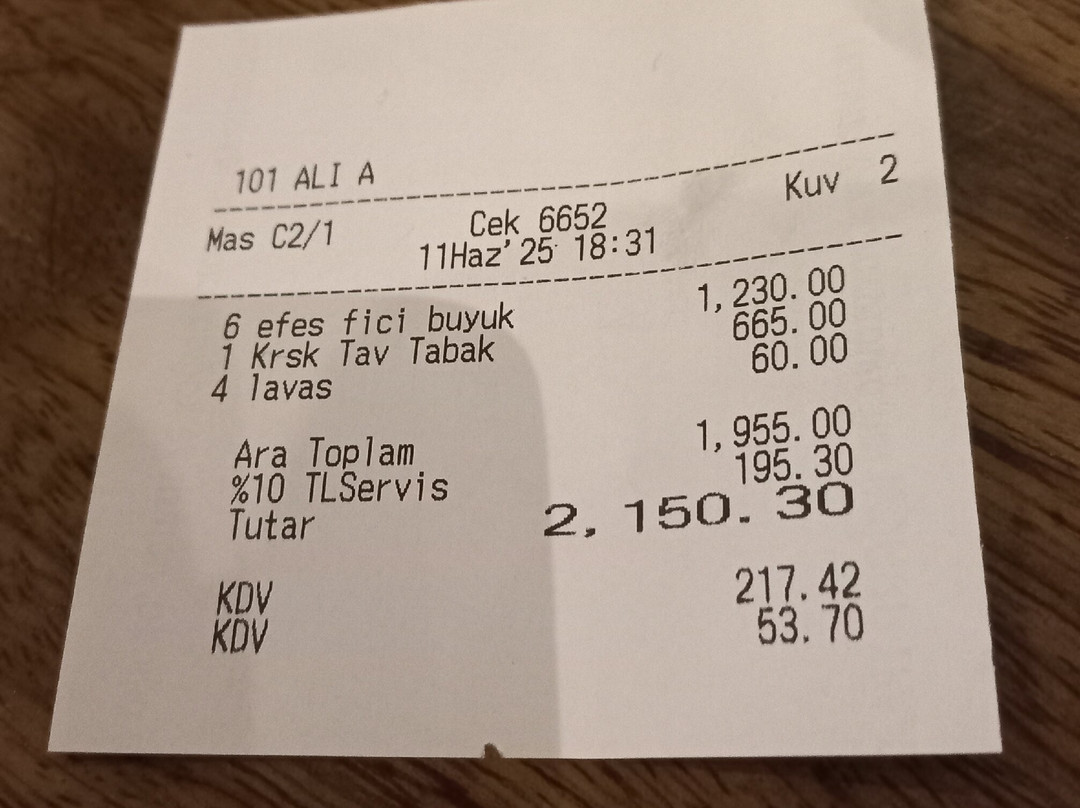 101 ALI A
Mas C2/1 Cek 6652 Kuv 2
11Haz'25 18:31
6 efes fici buyuk 1,230.00
1 Krsk Tav Tabak 665.00
4 lavas 60.00
Ara Toplam 1,955.00
%10 TLServis 195.30
Tutar 2,150.30
KDV 217.42
KDV 53.70